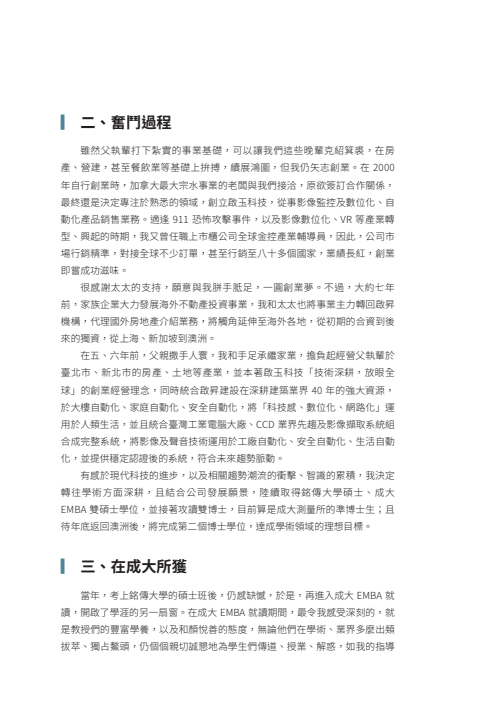 二、奮鬥過程
雖然父執輩打下紮實的事業基礎，可以讓我們這些晚輩克紹箕裘，在房
產、營建，甚至餐飲業等基礎上拚搏，續展鴻圖，但我仍矢志創業。在 2000
年自行創業時，加拿大最大宗水事業的老闆與我們接洽，原欲簽訂合作關係，
最終還是決定專注於熟悉的領域，創立啟玉科技，從事影像監控及數位化、自
動化產品銷售業務。適逢 911 恐怖攻擊事件，以及影像數位化、VR 等產業轉
型、興起的時期，我又曾任職上市櫃公司全球金控產業輔導員，因此，公司市
場行銷精準，對接全球不少訂單，甚至行銷至八十多個國家，業績長紅，創業
即嘗成功滋味。
很感謝太太的支持，願意與我胼手胝足，一圓創業夢。不過，大約七年
前，家族企業大力發展海外不動產投資事業，我和太太也將事業主力轉回啟昇
機構，代理國外房地產介紹業務，將觸角延伸至海外各地，從初期的合資到後
來的獨資，從上海、新加坡到澳洲。
在五、六年前，父親撒手人寰，我和手足承繼家業，擔負起經營父執輩於
臺北市、新北市的房產、土地等產業，並本著啟玉科技「技術深耕，放眼全
球」的創業經營理念，同時統合啟昇建設在深耕建築業界 40 年的強大資源，
於大樓自動化、家庭自動化、安全自動化，將「科技感、數位化、網路化」運
用於人類生活，並且統合臺灣工業電腦大廠、CCD 業界先趨及影像擷取系統組
合成完整系統，將影像及聲音技術運用於工廠自動化、安全自動化、生活自動
化，並提供穩定認證後的系統，符合未來趨勢脈動。
有感於現代科技的進步，以及相關趨勢潮流的衝擊、智識的累積，我決定
轉往學術方面深耕，且結合公司發展願景，陸續取得銘傳大學碩士、成大
EMBA 雙碩士學位，並接著攻讀雙博士，目前算是成大測量所的準博士生；且
待年底返回澳洲後，將完成第二個博士學位，達成學術領域的理想目標。
三、在成大所獲
當年，考上銘傳大學的碩士班後，仍感缺憾，於是，再進入成大 EMBA 就
讀，開啟了學涯的另一扇窗。在成大 EMBA 就讀期間，最令我感受深刻的，就
是教授們的豐富學養，以及和顏悅善的態度，無論他們在學術、業界多麼出類
拔萃、獨占鰲頭，仍個個親切誠懇地為學生們傳道、授業、解惑，如我的指導